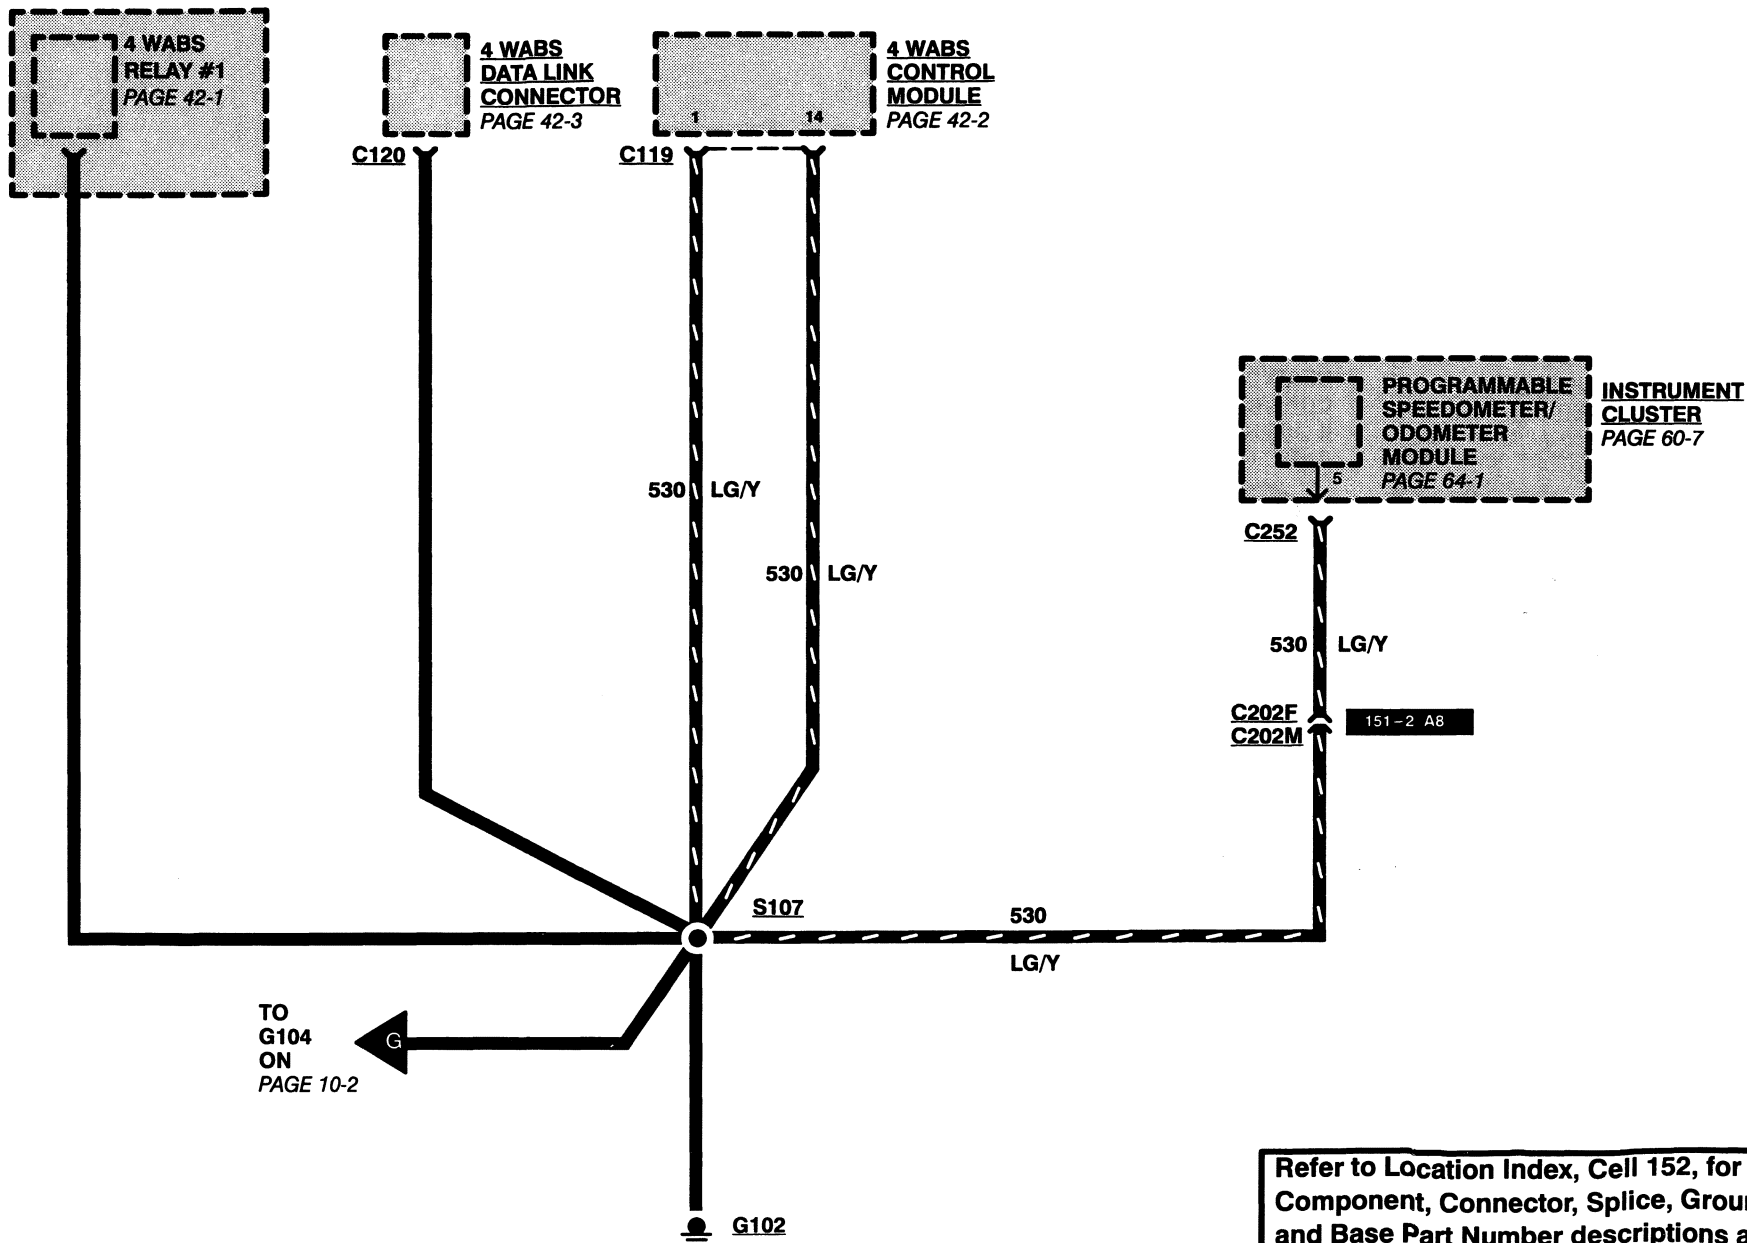 4 WABS
RELAY #1
PAGE 42-1
4 WABS
DATA LINK
CONNECTOR
PAGE 42-3
4 WABS
CONTROL
MODULE
PAGE 42-2
1
14
C120
C119
PROGRAMMABLE
SPEEDOMETER/
ODOMETER
MODULE
PAGE 64-1
5
INSTRUMENT
CLUSTER
PAGE 60-7
530 LG/Y
C252
530 LG/Y
530 LG/Y
C202F
C202M
151-2 A8
S107
530
LG/Y
TO
G104
ON
PAGE 10-2
G
G102
Refer to Location Index, Cell 152, for
Component, Connector, Splice, Groun
and Base Part Number descriptions a